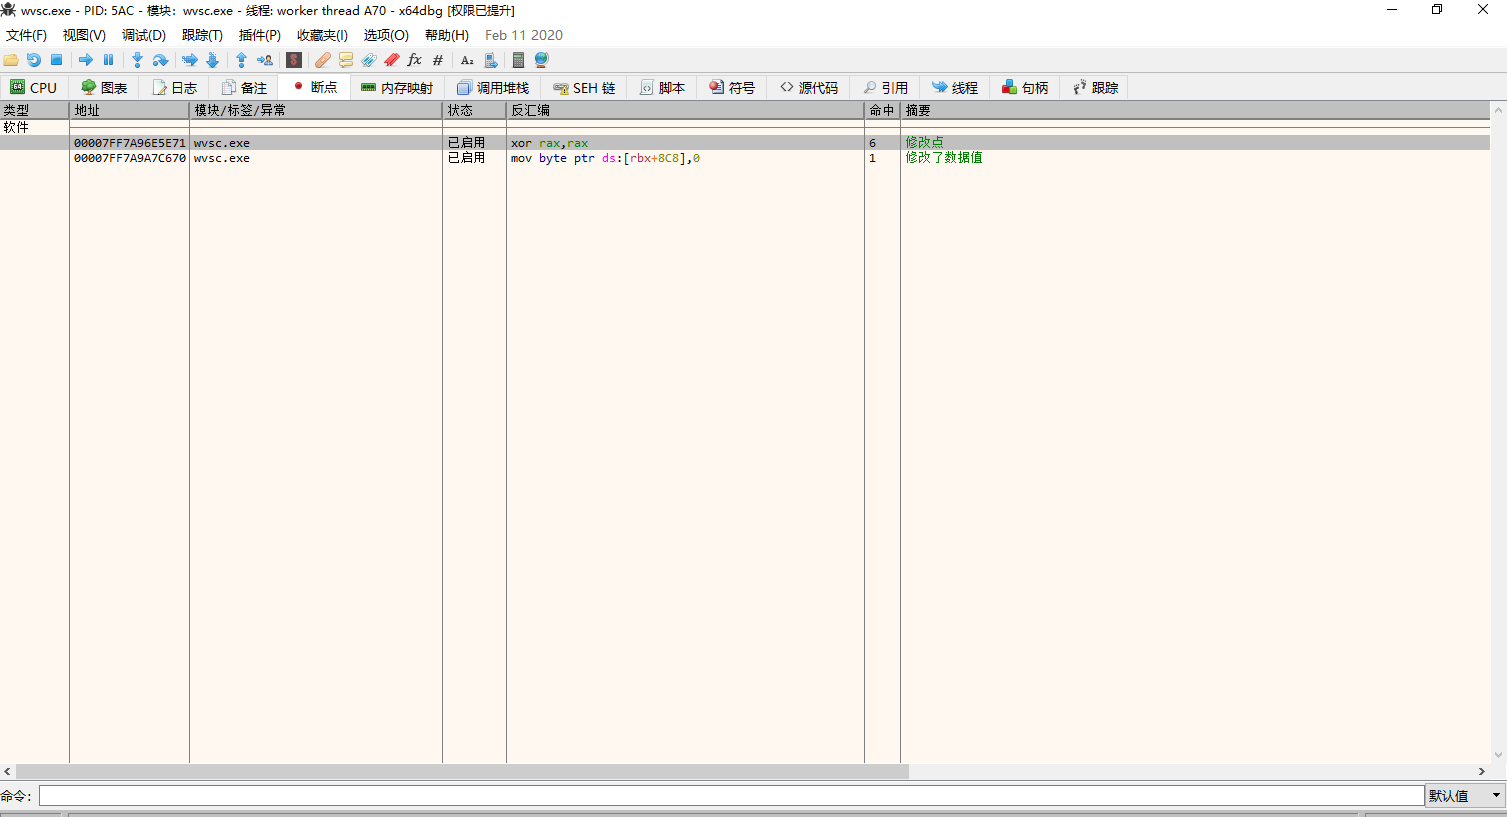 wvsc.exe - PID: 5AC - 模块: wvsc.exe - 线程: worker thread A70 - x64dbg [权限已提升]
文件(F) 视图(V) 调试(D) 跟踪(T) 插件(P) 收藏夹(I) 选项(O) 帮助(H) Feb 11 2020
CPU 图表 日志 备注 断点 内存映射 调用堆栈 SEH 链 脚本 符号 源代码 引用 线程 句柄 跟踪
类型 地址 模块/标签/异常 状态 反汇编 命中 摘要
软件
00007FF7A96E5E71 wvsc.exe 已启用 xor rax,rax 6 修改点
00007FF7A9A7C670 wvsc.exe 已启用 mov byte ptr ds:[rbx+8C8],0 1 修改了数据值
命令: 默认值